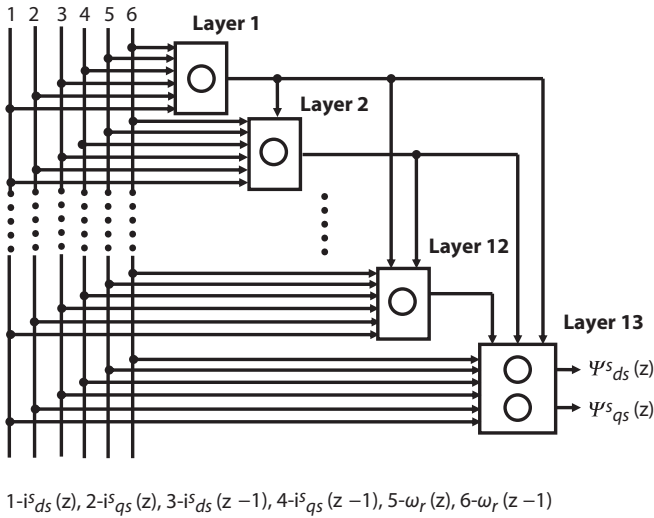 1 2 3 4 5 6
Layer 1
Layer 2
Layer 12
Layer 13
Ψˢds (z)
Ψˢqs (z)
1-iˢds (z), 2-iˢqs (z), 3-iˢds (z −1), 4-iˢqs (z −1), 5-ωr (z), 6-ωr (z −1)